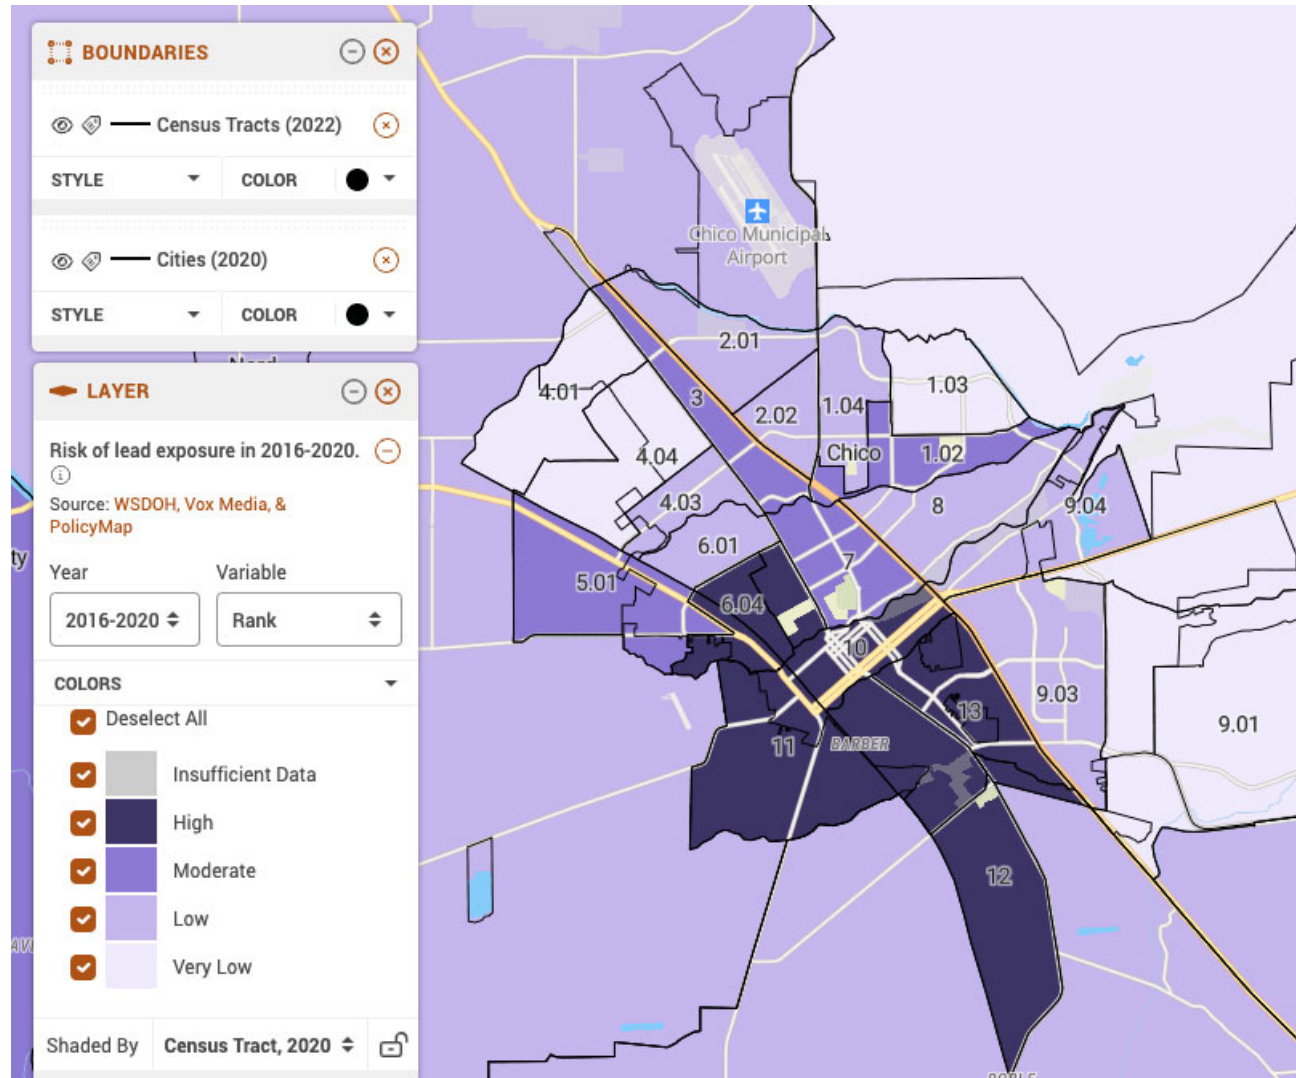 BOUNDARIES
Census Tracts (2022)
STYLE
COLOR
Cities (2020)
STYLE
COLOR
LAYER
Risk of lead exposure in 2016-2020.
Source: WSDOH, Vox Media, &
PolicyMap
Year
Variable
2016-2020
Rank
COLORS
Deselect All
Insufficient Data
High
Moderate
Low
Very Low
Shaded By
Census Tract, 2020
Chico Municipal
Airport
2.01
4.01
3
1.03
2.02
1.04
4.04
Chico
1.02
4.03
8
9.04
6.01
5.01
7
6.04
10
9.03
13
9.01
11
BARBER
12
ty